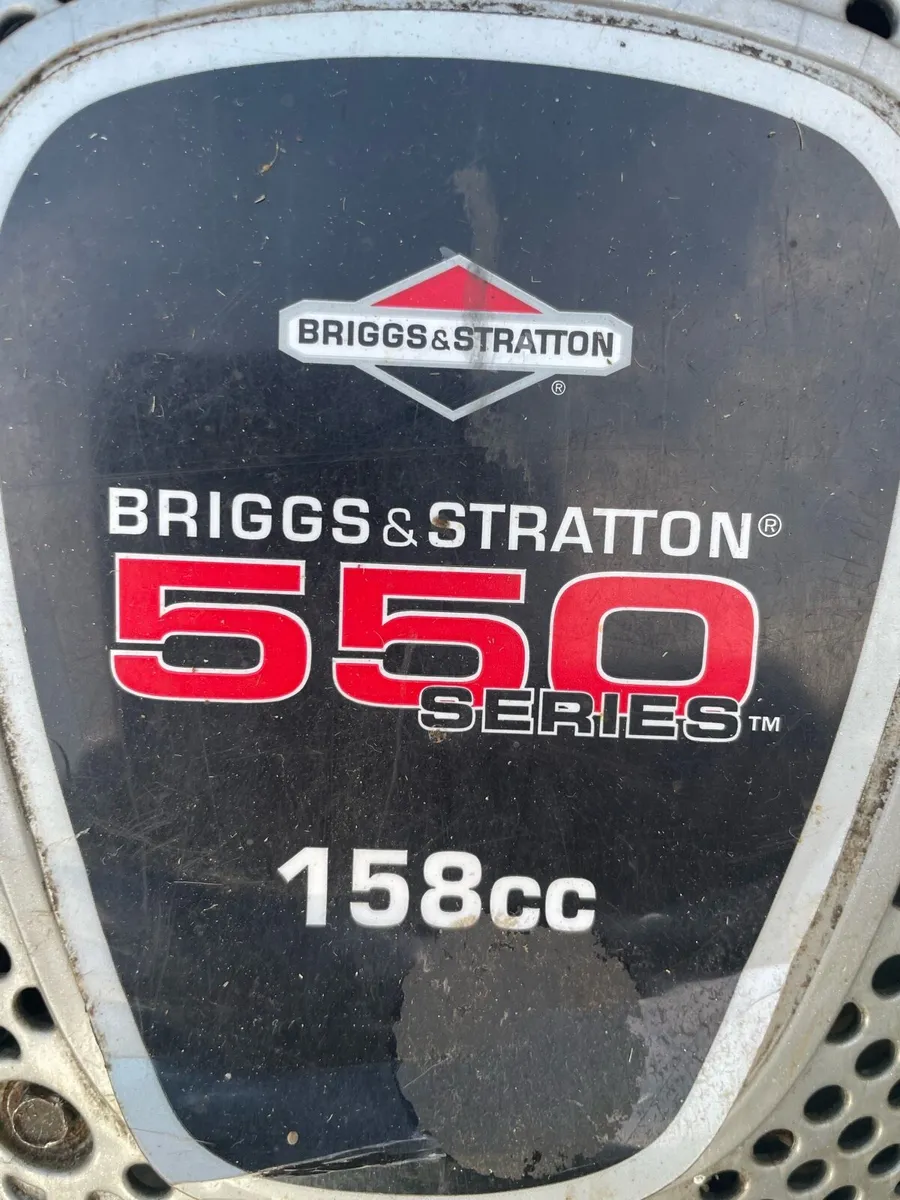 BRIGGS&STRATTON
®
BRIGGS & STRATTON®
550
SERIES™
158cc